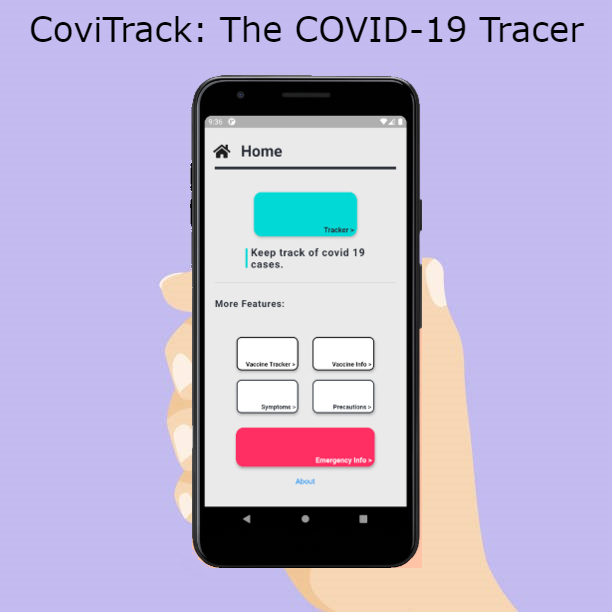 CoviTrack: The COVID-19 Tracer
9:36
Home
Tracker >
Keep track of covid 19
cases.
More Features:
Vaccine Tracker > Vaccine Info >
Symptoms > Precautions >
Emergency Info >
About